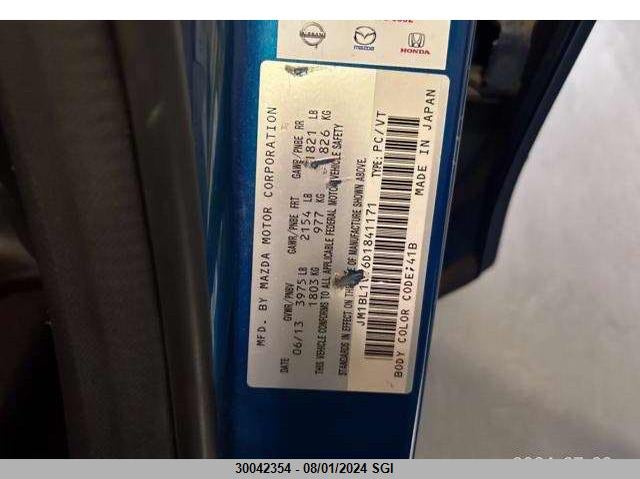 NISSAN mazda HONDA
MFD. BY MAZDA MOTOR CORPORATION
DATE GVWR/PNBV GAWR/PNBE FRT GAWR/PNBE RR
06/13 3975 LB 2154 LB 1821 LB
1803 KG 977 KG 826 KG
THIS VEHICLE CONFORMS TO ALL APPLICABLE FEDERAL MOTOR VEHICLE SAFETY
STANDARDS IN EFFECT ON THE DATE OF MANUFACTURE SHOWN ABOVE.
6D1841171 TYPE: PC/VT
BODY COLOR CODE:41B MADE IN JAPAN
30042354 - 08/01/2024 SGI